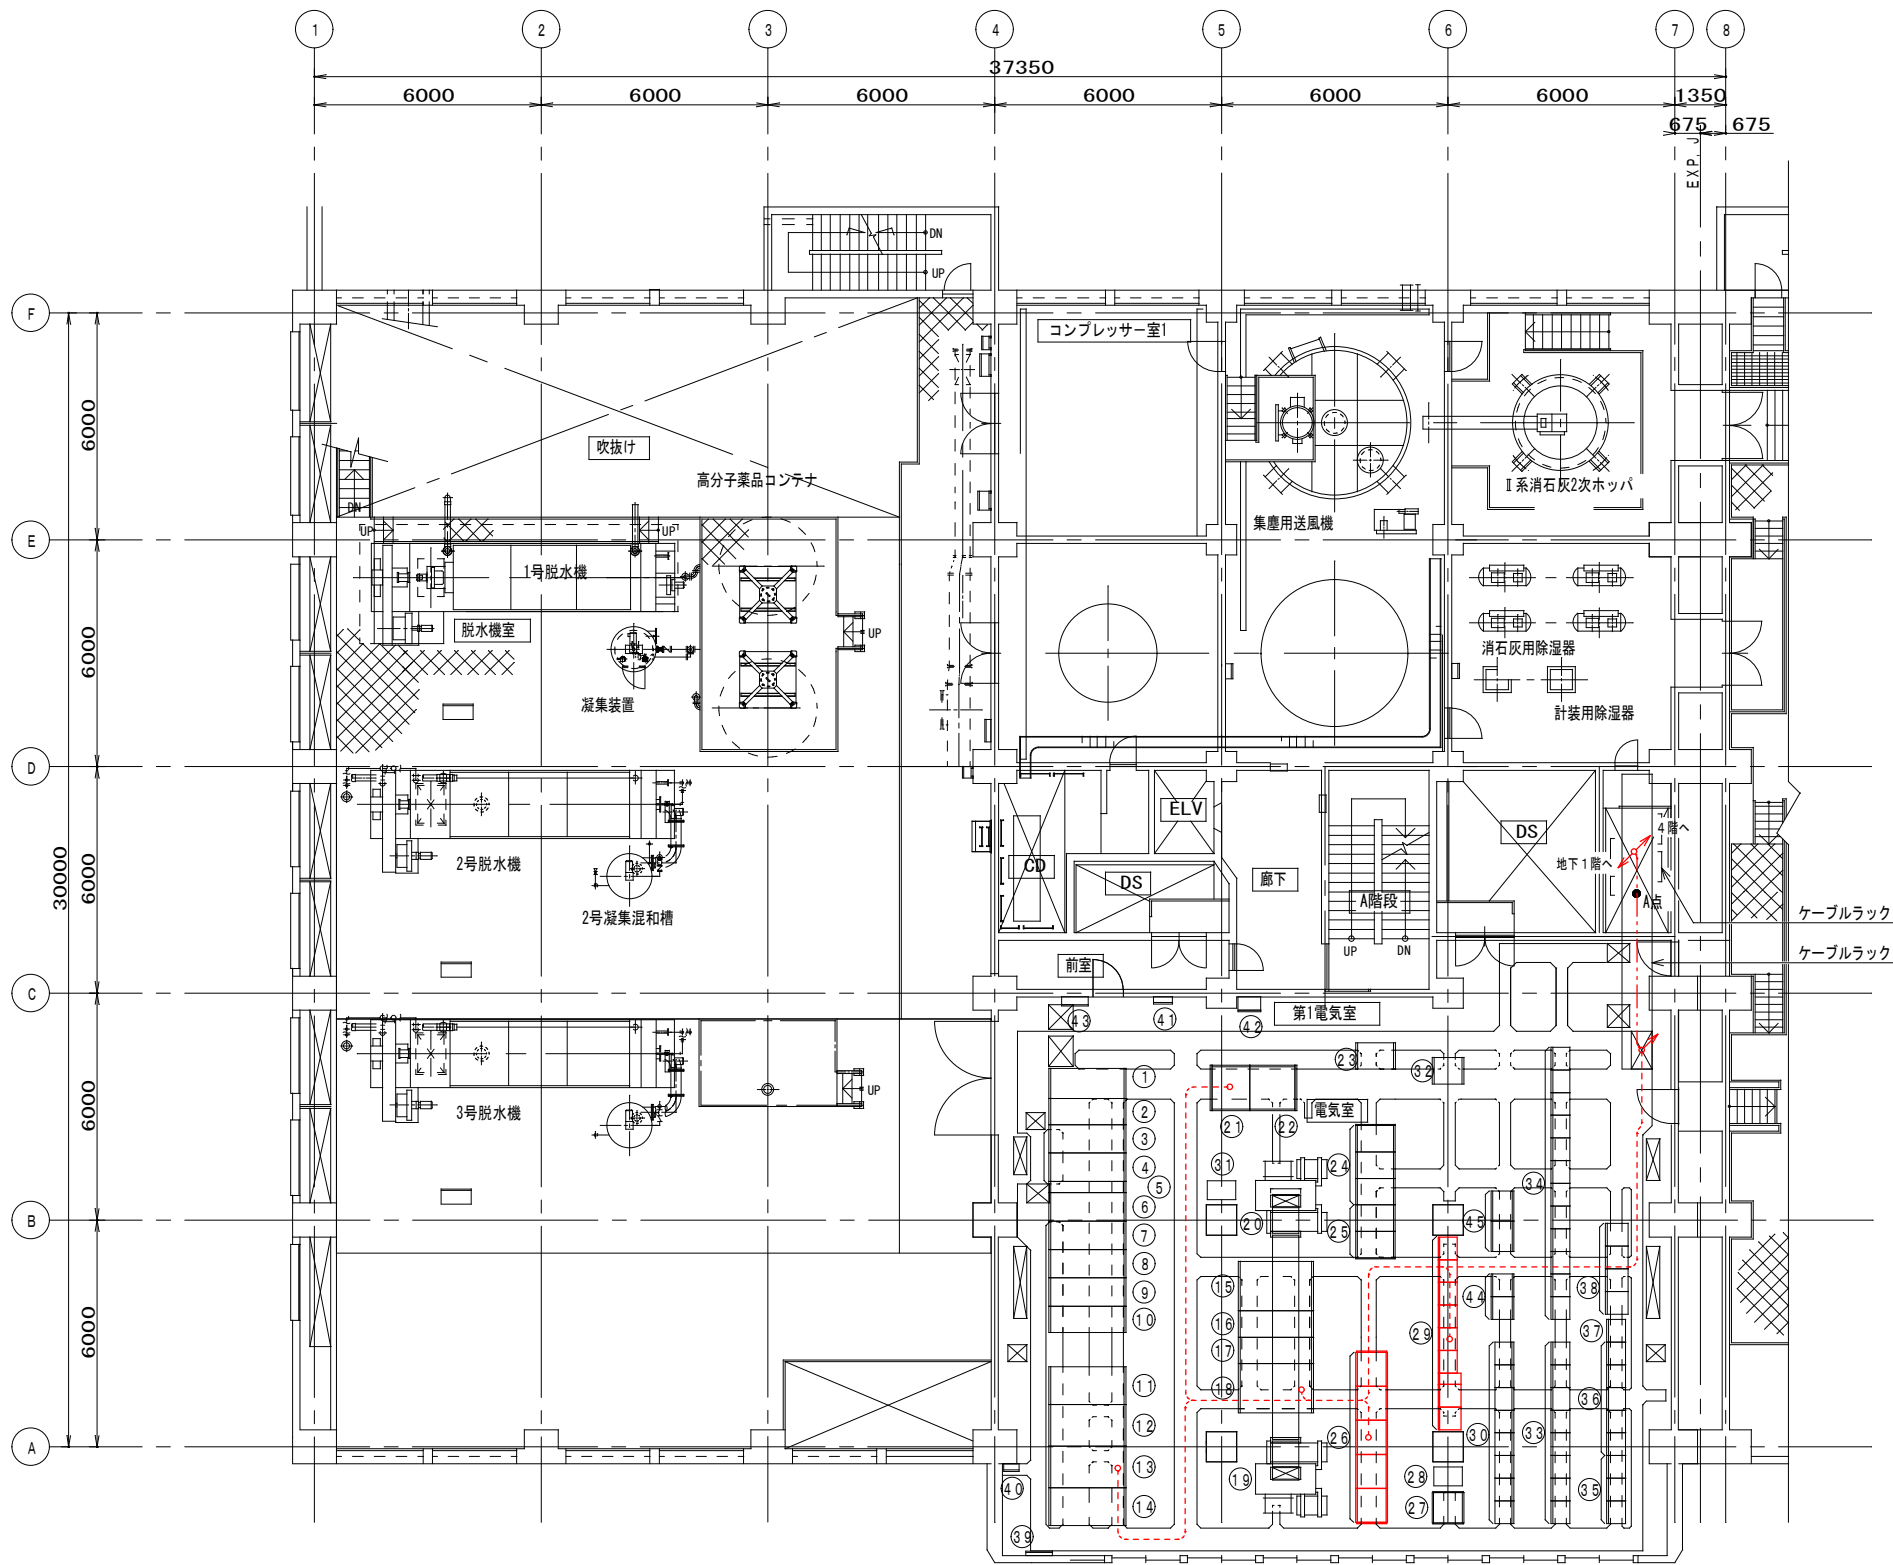 1 2 3 4 5 6 7 8
37350
6000 6000 6000 6000 6000 6000 1350
675 675
EXP. J
DN
UP
F
コンプレッサー室1
6000
吹抜け
高分子薬品コンテナ
Ⅱ系消石灰2次ホッパ
DN
集塵用送風機
UP UP
E
1号脱水機
脱水機室
UP
6000
消石灰用除湿器
凝集装置
計装用除湿器
D
ELV
DS
4階へ
2号脱水機
地下1階へ
CD
DS
廊下
A階段
A点
30000
6000
ケーブルラック
2号凝集混和槽
UP DN
ケーブルラック
前室
C
第1電気室
43 41 42
23 32
1
UP
3号脱水機
電気室
2
21 22
3
6000
31 24
4
34
5
6
B
20 25 45
7
8
9 15 44 38
10 16 29 37
17
6000
11 18 36
12
A
26 30 33
13
19 28
40 35
14 27
39